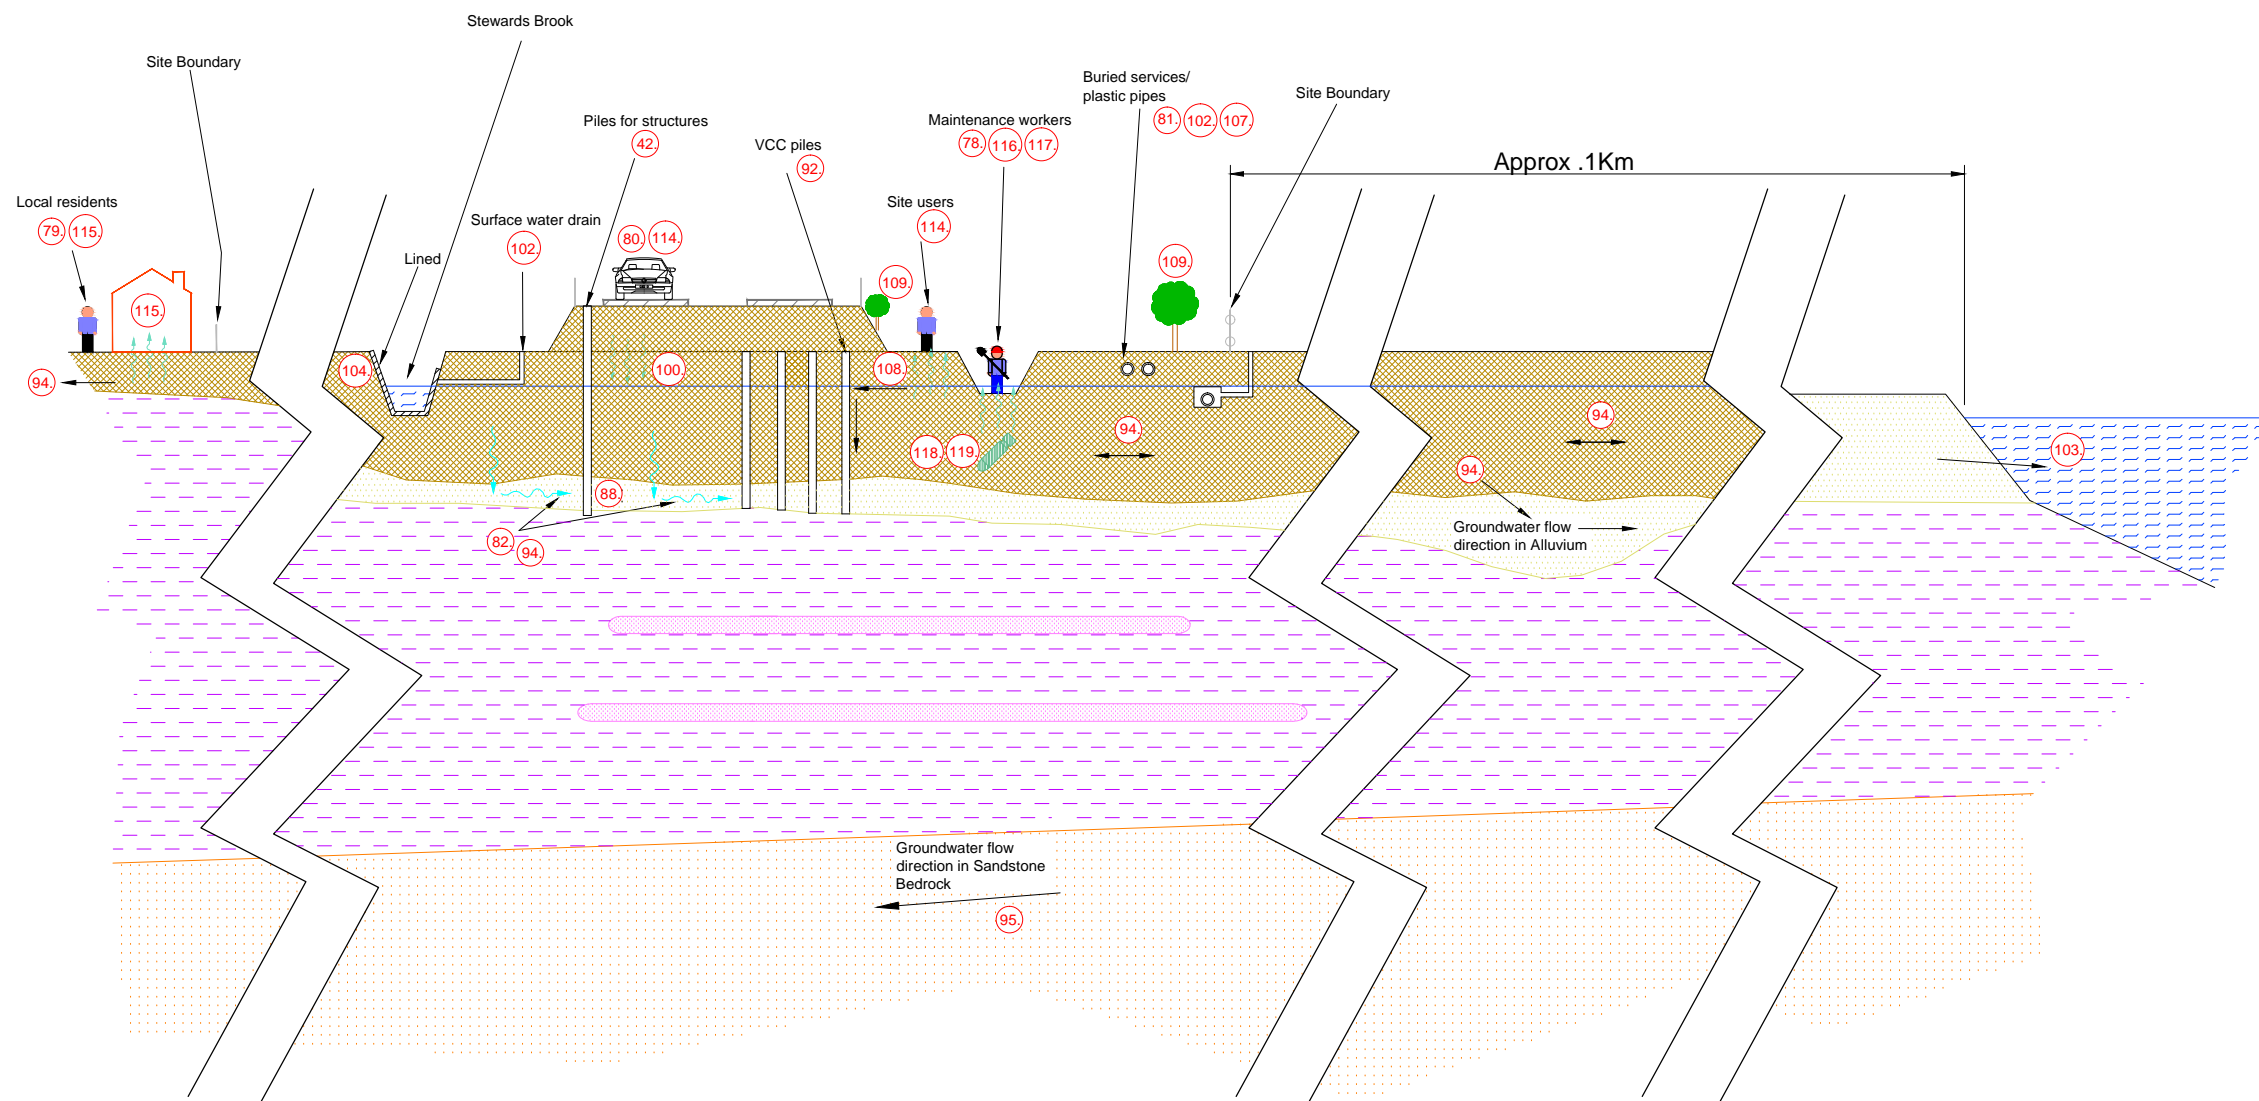 Stewards Brook
Site Boundary
Buried services/
plastic pipes
81. 102. 107.
Site Boundary
Piles for structures
42.
VCC piles
92.
Maintenance workers
78. 116. 117.
Approx .1Km
Local residents
79. 115.
Surface water drain
102.
80. 114.
Site users
114.
Lined
109.
109.
115.
94.
104.
100.
108.
94.
94.
118. 119.
103.
88.
94.
82.
94.
Groundwater flow
direction in Alluvium
Groundwater flow
direction in Sandstone
Bedrock
95.